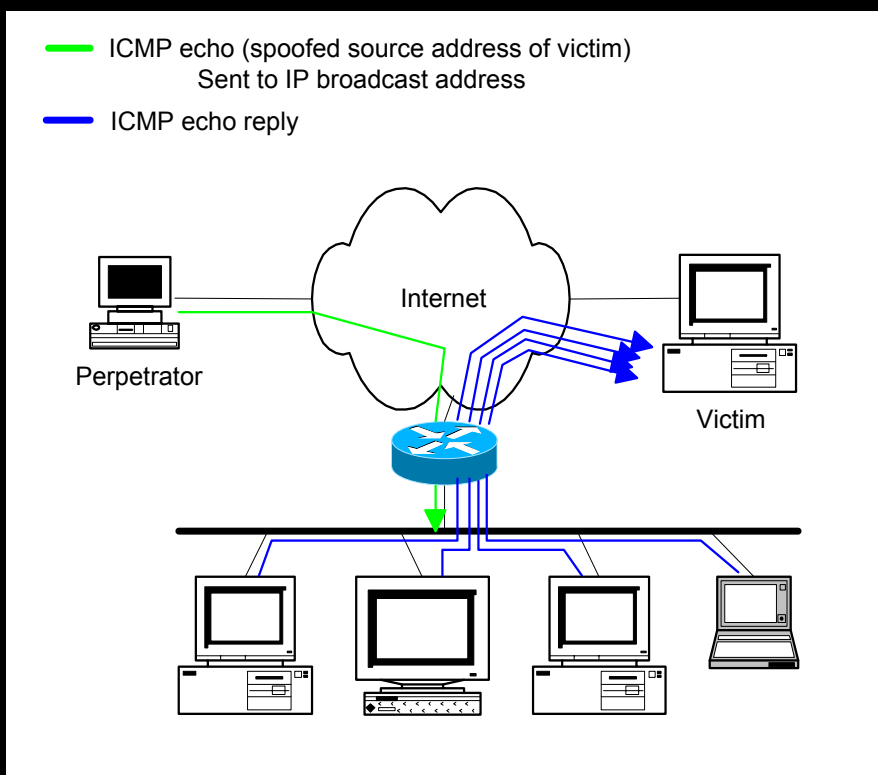 ICMP echo (spoofed source address of victim)
Sent to IP broadcast address
ICMP echo reply
Internet
Perpetrator
Victim